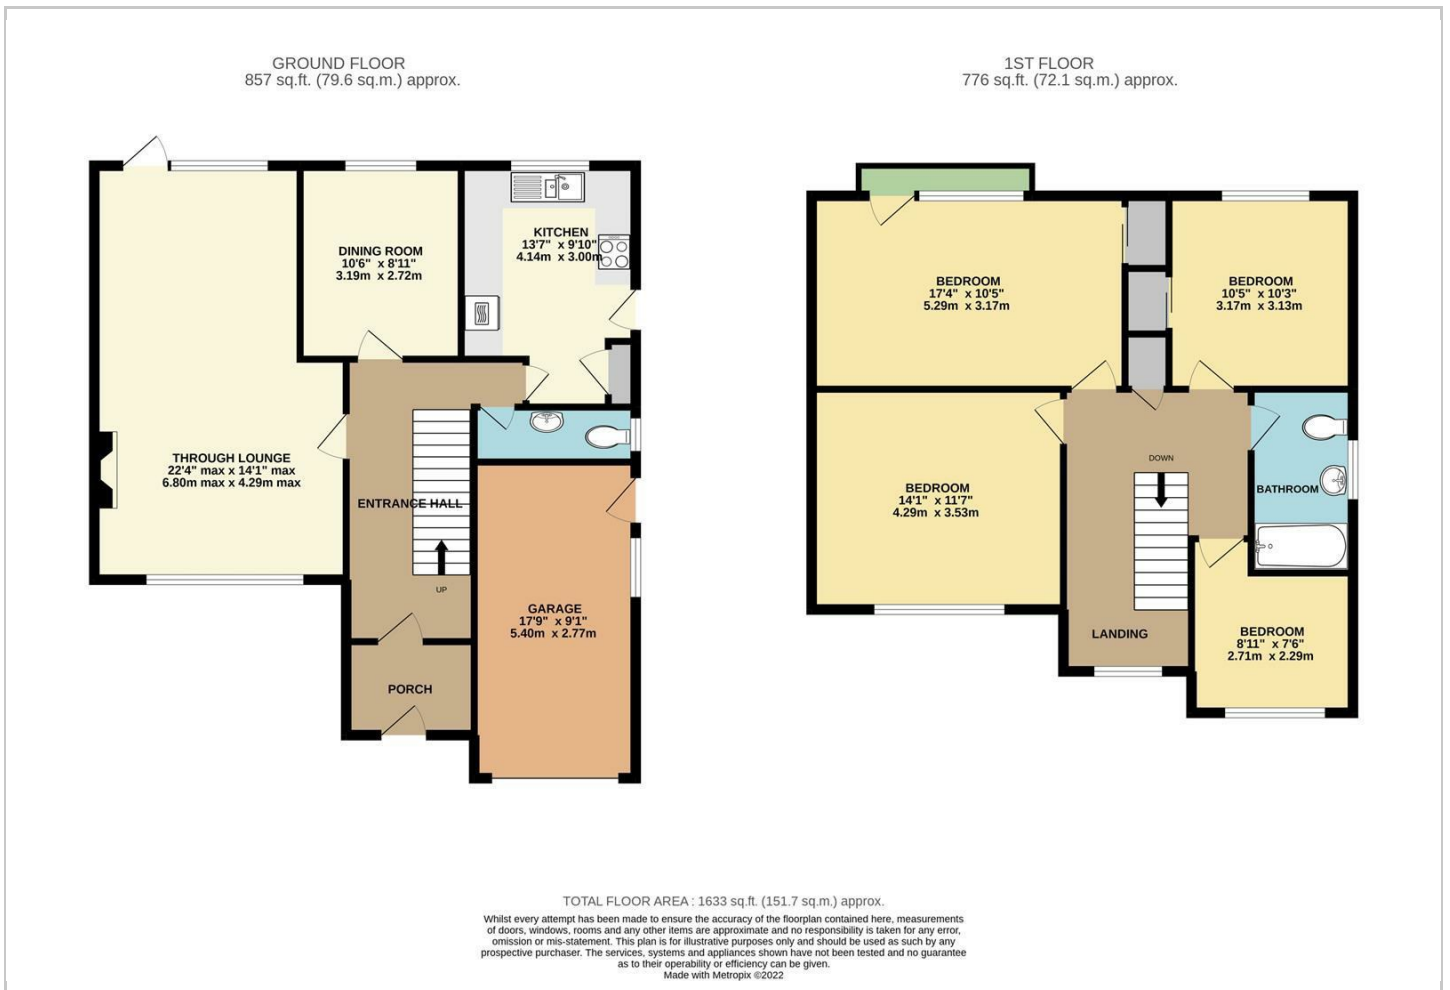 GROUND FLOOR
857 sq.ft. (79.6 sq.m.) approx.
DINING ROOM
10'6" x 8'11"
3.19m x 2.72m
KITCHEN
13'7" x 9'10"
4.14m x 3.00m
THROUGH LOUNGE
22'4" max x 14'1" max
6.80m max x 4.29m max
ENTRANCE HALL
UP
GARAGE
17'9" x 9'1"
5.40m x 2.77m
PORCH
1ST FLOOR
776 sq.ft. (72.1 sq.m.) approx.
BEDROOM
17'4" x 10'5"
5.29m x 3.17m
BEDROOM
10'5" x 10'3"
3.17m x 3.13m
BEDROOM
14'1" x 11'7"
4.29m x 3.53m
DOWN
BATHROOM
LANDING
BEDROOM
8'11" x 7'6"
2.71m x 2.29m
TOTAL FLOOR AREA : 1633 sq.ft. (151.7 sq.m.) approx.
Whilst every attempt has been made to ensure the accuracy of the floorplan contained here, measurements
of doors, windows, rooms and any other items are approximate and no responsibility is taken for any error,
omission or mis-statement. This plan is for illustrative purposes only and should be used as such by any
prospective purchaser. The services, systems and appliances shown have not been tested and no guarantee
as to their operability or efficiency can be given.
Made with Metropix ©2022